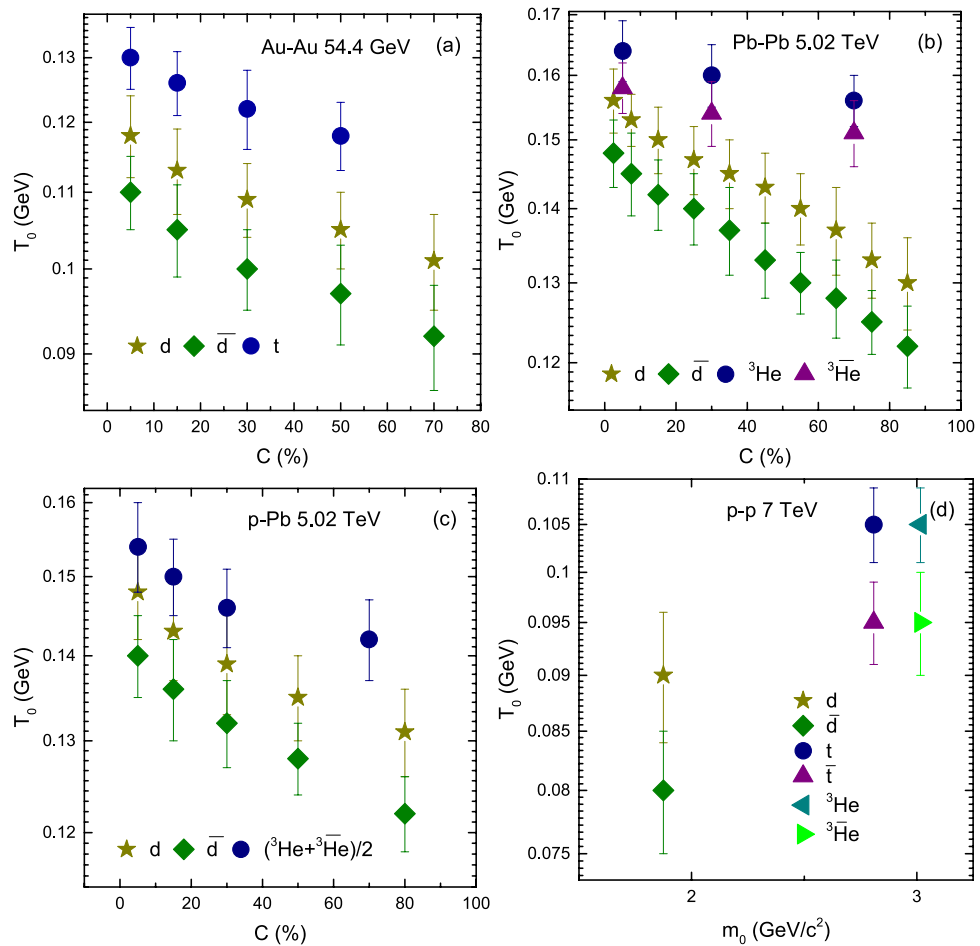 Au-Au 54.4 GeV (a)
0.13
0.12
0.11
0.1
0.09
T₀ (GeV)
d d̅ t
0 10 20 30 40 50 60 70 80
C (%)
Pb-Pb 5.02 TeV (b)
0.17
0.16
0.15
0.14
0.13
0.12
T₀ (GeV)
d d̅ ³He ³H̅e̅
0 20 40 60 80 100
C (%)
p-Pb 5.02 TeV (c)
0.16
0.15
0.14
0.13
0.12
T₀ (GeV)
d d̅ (³He+³H̅e̅)/2
0 20 40 60 80 100
C (%)
p-p 7 TeV (d)
0.11
0.105
0.1
0.095
0.09
0.085
0.08
0.075
T₀ (GeV)
d
d̅
t
t̅
³He
³H̅e̅
2 3
m₀ (GeV/c²)